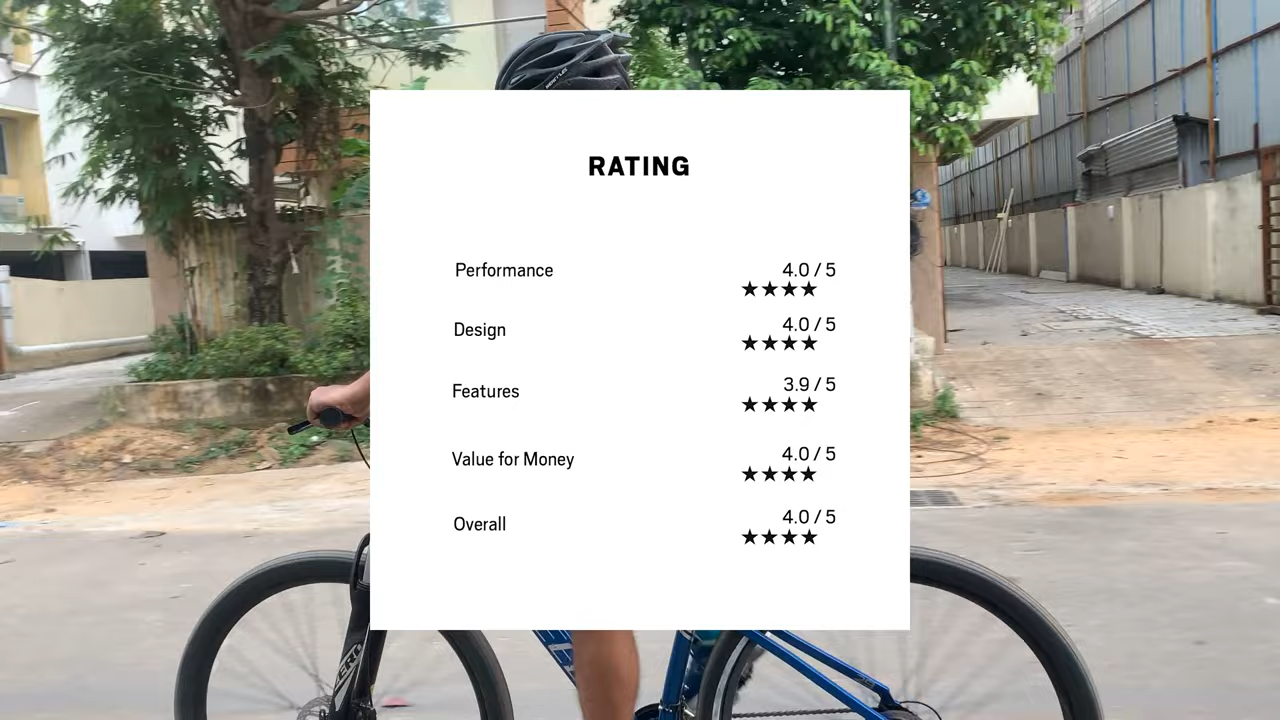 RATING
Performance 4.0 / 5
★★★★
Design 4.0 / 5
★★★★
Features 3.9 / 5
★★★★
Value for Money 4.0 / 5
★★★★
Overall 4.0 / 5
★★★★